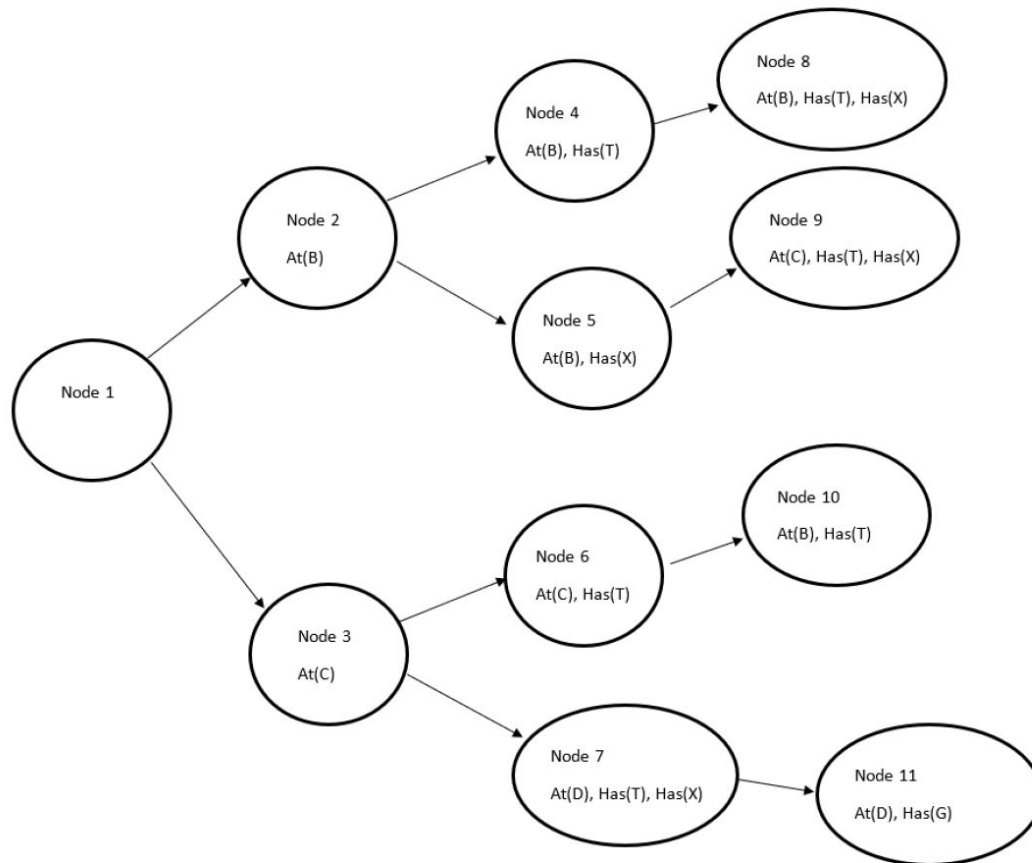 Node 1
Node 2
At(B)
Node 3
At(C)
Node 4
At(B), Has(T)
Node 5
At(B), Has(X)
Node 6
At(C), Has(T)
Node 7
At(D), Has(T), Has(X)
Node 8
At(B), Has(T), Has(X)
Node 9
At(C), Has(T), Has(X)
Node 10
At(B), Has(T)
Node 11
At(D), Has(G)